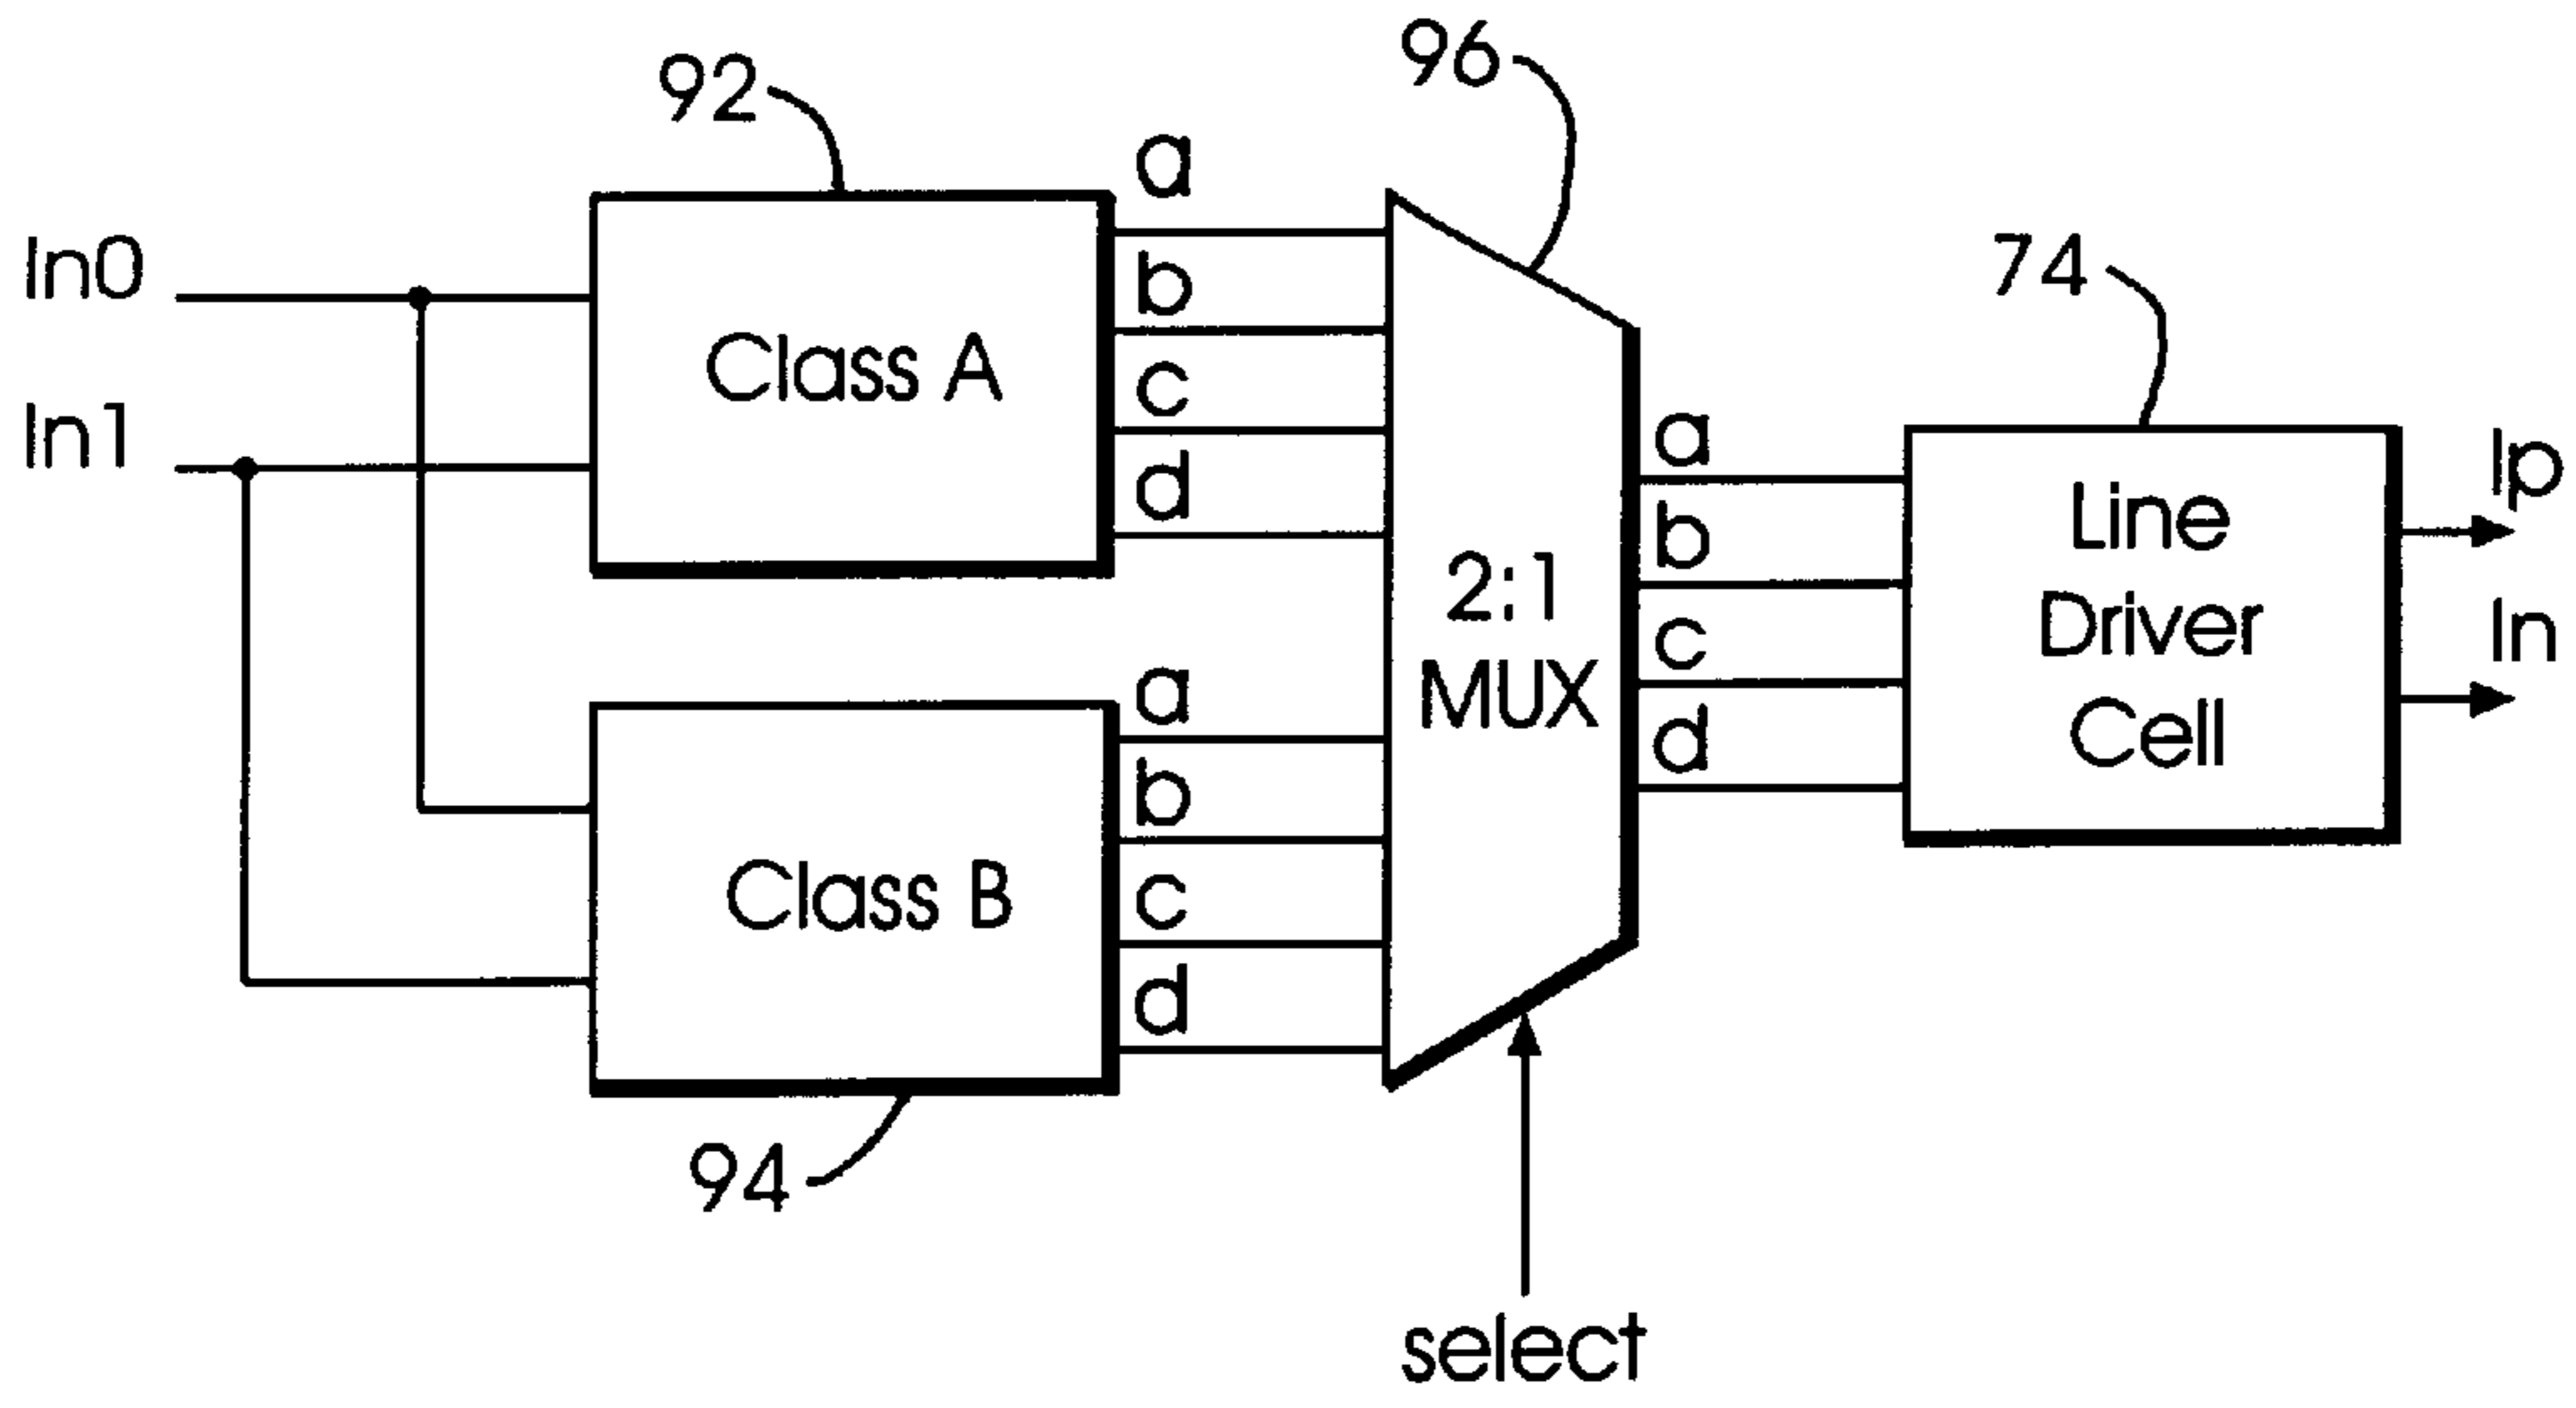 92
96
74
In0
In1
Class A
a
b
c
d
Class B
a
b
c
d
94
2:1
MUX
select
a
b
c
d
Line
Driver
Cell
Ip
In